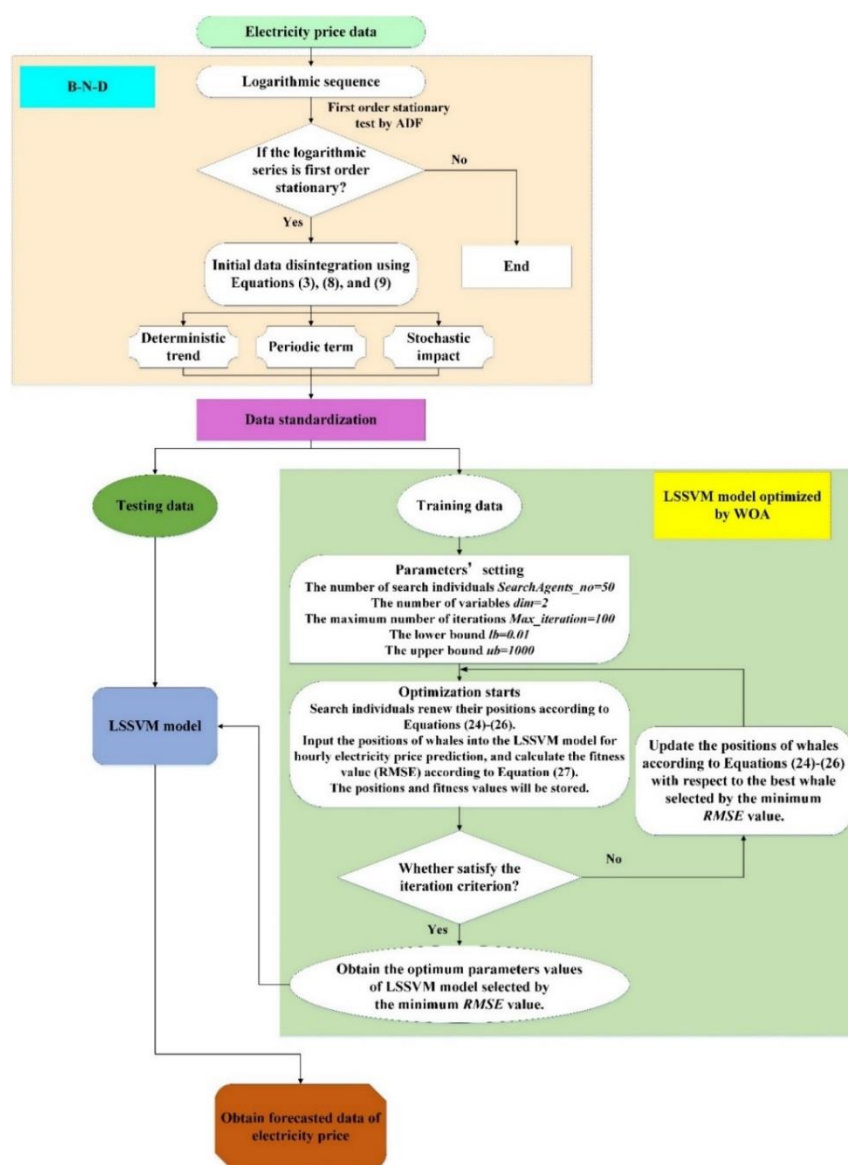 Electricity price data
B-N-D
Logarithmic sequence
First order stationary
test by ADF
If the logarithmic
series is first order
stationary?
No
Yes
End
Initial data disintegration using
Equations (3), (8), and (9)
Deterministic
trend
Periodic term
Stochastic
impact
Data standardization
Testing data
Training data
LSSVM model optimized
by WOA
Parameters' setting
The number of search individuals SearchAgents_no=50
The number of variables dim=2
The maximum number of iterations Max_iteration=100
The lower bound lb=0.01
The upper bound ub=1000
LSSVM model
Optimization starts
Search individuals renew their positions according to
Equations (24)-(26).
Input the positions of whales into the LSSVM model for
hourly electricity price prediction, and calculate the fitness
value (RMSE) according to Equation (27).
The positions and fitness values will be stored.
Update the positions of whales
according to Equations (24)-(26)
with respect to the best whale
selected by the minimum
RMSE value.
Whether satisfy the
iteration criterion?
No
Yes
Obtain the optimum parameters values
of LSSVM model selected by
the minimum RMSE value.
Obtain forecasted data of
electricity price